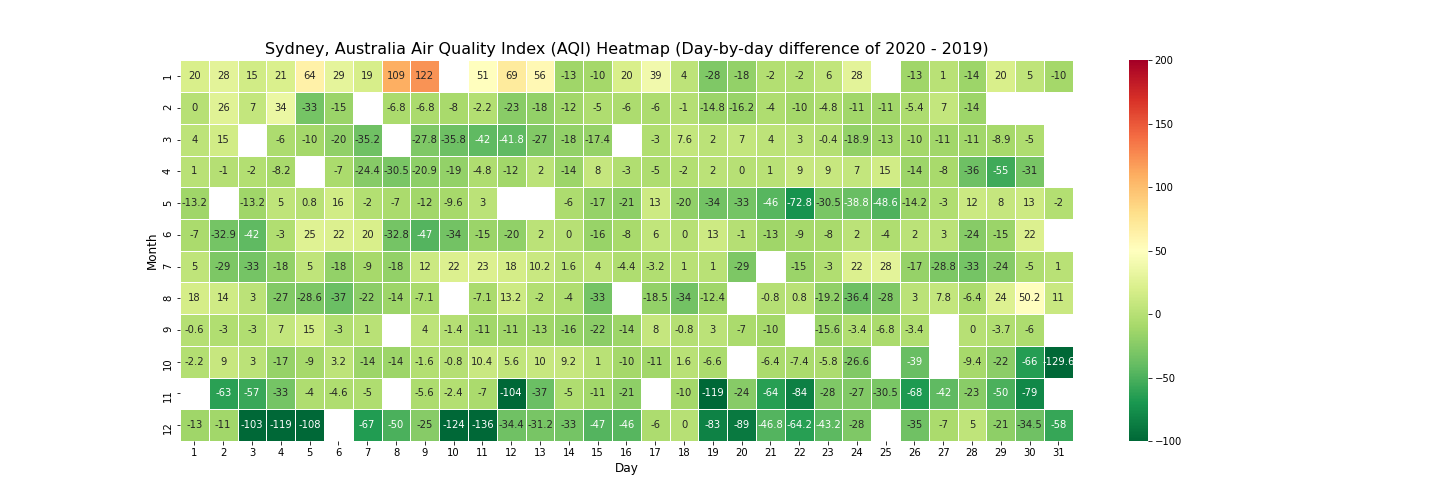 Sydney, Australia Air Quality Index (AQI) Heatmap (Day-by-day difference of 2020 - 2019)
1 20 28 15 21 64 29 19 109 122 51 69 56 -13 -10 20 39 4 -28 -18 -2 -2 6 28 -13 1 -14 20 5 -10
2 0 26 7 34 -33 -15 -6.8 -6.8 -8 -2.2 -23 -18 -12 -5 -6 -6 -1 -14.8 -16.2 -4 -10 -4.8 -11 -11 -5.4 7 -14
3 4 15 -6 -10 -20 -35.2 -27.8 -35.8 -42 -41.8 -27 -18 -17.4 -3 7.6 2 7 4 3 -0.4 -18.9 -13 -10 -11 -11 -8.9 -5
4 1 -1 -2 -8.2 -7 -24.4 -30.5 -20.9 -19 -4.8 -12 2 -14 8 -3 -5 -2 2 0 1 9 9 7 15 -14 -8 -36 -55 -31
5 -13.2 -13.2 5 0.8 16 -2 -7 -12 -9.6 3 -6 -17 -21 13 -20 -34 -33 -46 -72.8 -30.5 -38.8 -48.6 -14.2 -3 12 8 13 -2
6 -7 -32.9 -42 -3 25 22 20 -32.8 -47 -34 -15 -20 2 0 -16 -8 6 0 13 -1 -13 -9 -8 2 -4 2 3 -24 -15 22
Month
7 5 -29 -33 -18 5 -18 -9 -18 12 22 23 18 10.2 1.6 4 -4.4 -3.2 1 1 -29 -15 -3 22 28 -17 -28.8 -33 -24 -5 1
8 18 14 3 -27 -28.6 -37 -22 -14 -7.1 -7.1 13.2 -2 -4 -33 -18.5 -34 -12.4 -0.8 0.8 -19.2 -36.4 -28 3 7.8 -6.4 24 50.2 11
9 -0.6 -3 -3 7 15 -3 1 4 -1.4 -11 -11 -13 -16 -22 -14 8 -0.8 3 -7 -10 -15.6 -3.4 -6.8 -3.4 0 -3.7 -6
10 -2.2 9 3 -17 -9 3.2 -14 -14 -1.6 -0.8 10.4 5.6 10 9.2 1 -10 -11 1.6 -6.6 -6.4 -7.4 -5.8 -26.6 -39 -9.4 -22 -66 -129.6
11 -63 -57 -33 -4 -4.6 -5 -5.6 -2.4 -7 -104 -37 -5 -11 -21 -10 -119 -24 -64 -84 -28 -27 -30.5 -68 -42 -23 -50 -79
12 -13 -11 -103 -119 -108 -67 -50 -25 -124 -136 -34.4 -31.2 -33 -47 -46 -6 0 -83 -89 -46.8 -64.2 -43.2 -28 -35 -7 5 -21 -34.5 -58
1 2 3 4 5 6 7 8 9 10 11 12 13 14 15 16 17 18 19 20 21 22 23 24 25 26 27 28 29 30 31
Day
200
150
100
50
0
−50
−100